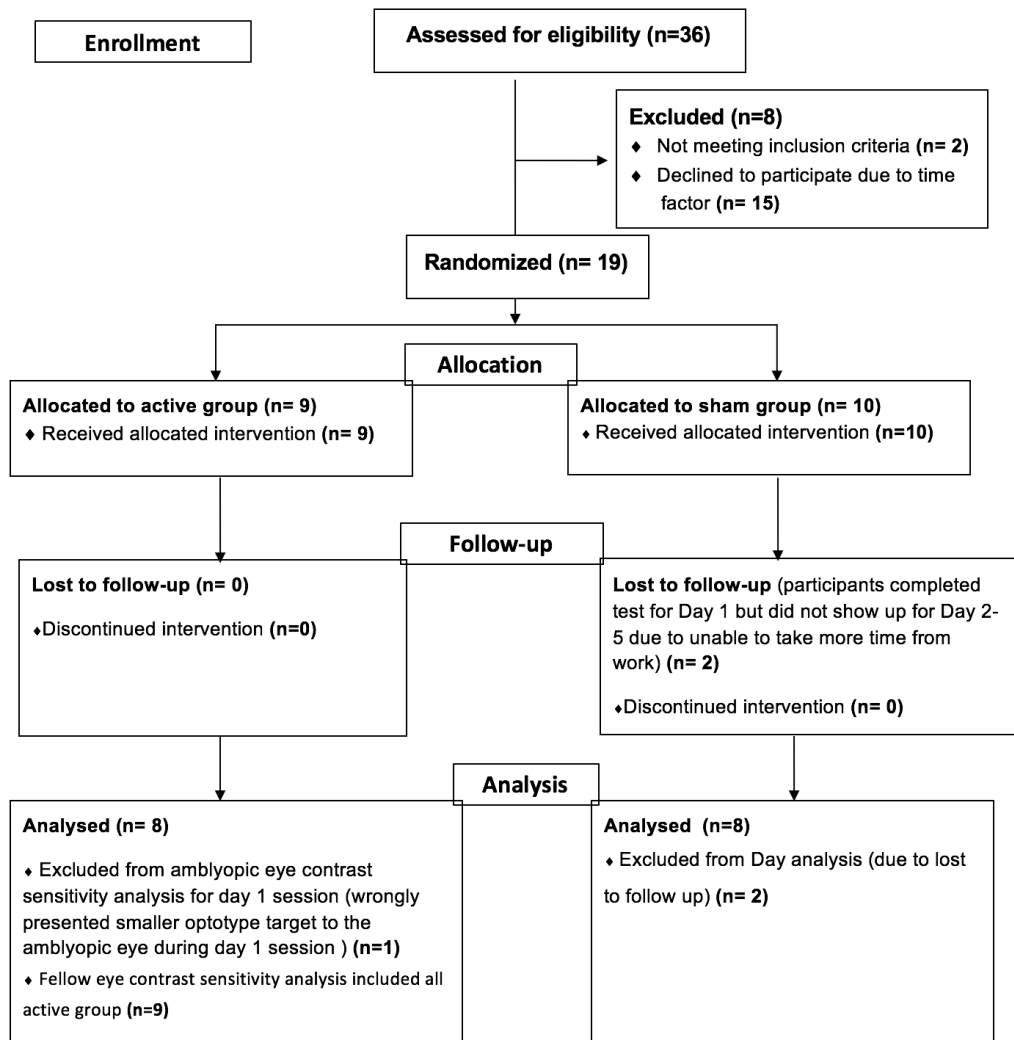 Enrollment
Assessed for eligibility (n=36)
Excluded (n=8)
♦ Not meeting inclusion criteria (n= 2)
♦ Declined to participate due to time
factor (n= 15)
Randomized (n= 19)
Allocation
Allocated to active group (n= 9)
♦ Received allocated intervention (n= 9)
Allocated to sham group (n= 10)
♦ Received allocated intervention (n=10)
Follow-up
Lost to follow-up (n= 0)
♦Discontinued intervention (n=0)
Lost to follow-up (participants completed
test for Day 1 but did not show up for Day 2-
5 due to unable to take more time from
work) (n= 2)
♦Discontinued intervention (n= 0)
Analysis
Analysed (n= 8)
♦ Excluded from amblyopic eye contrast
sensitivity analysis for day 1 session (wrongly
presented smaller optotype target to the
amblyopic eye during day 1 session ) (n=1)
♦ Fellow eye contrast sensitivity analysis included all
active group (n=9)
Analysed (n=8)
♦ Excluded from Day analysis (due to lost
to follow up) (n= 2)